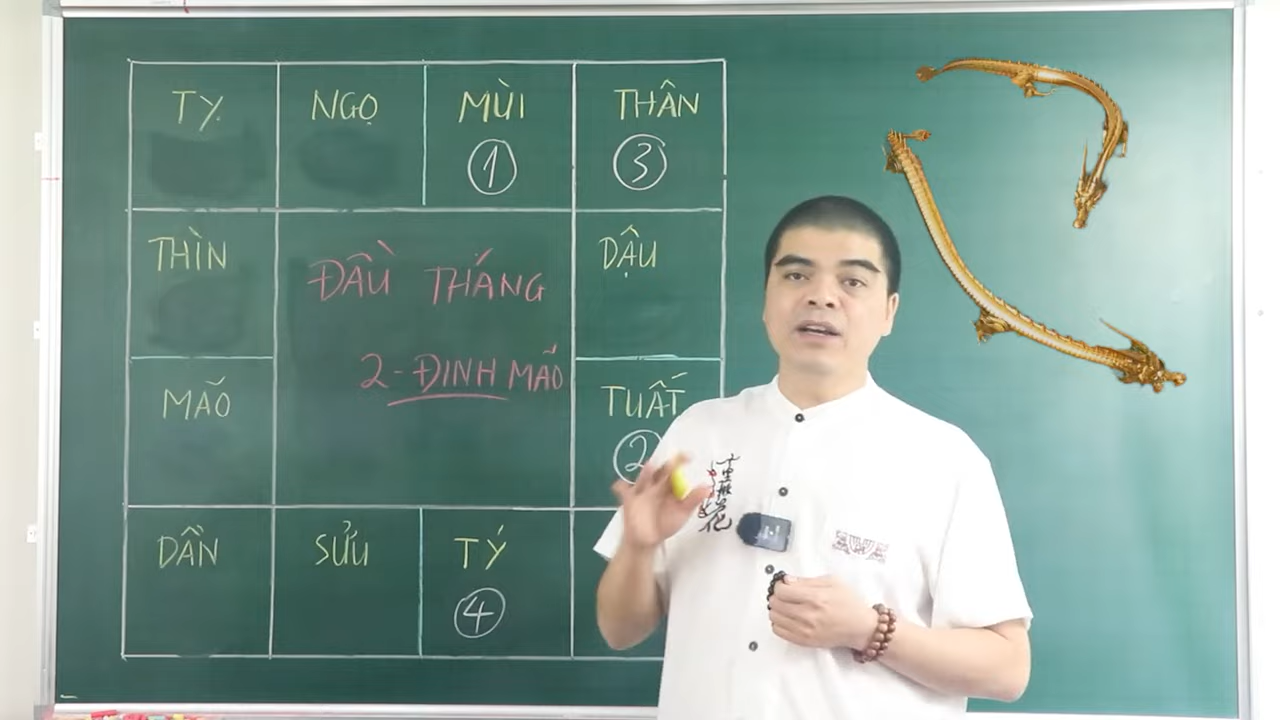 TỴ NGỌ MÙI THÂN
① ③
THÌN DẬU
ĐẦU THÁNG
2-ĐINH MÃO
MÃO TUẤT
②
DẦN SỬU TÝ
④